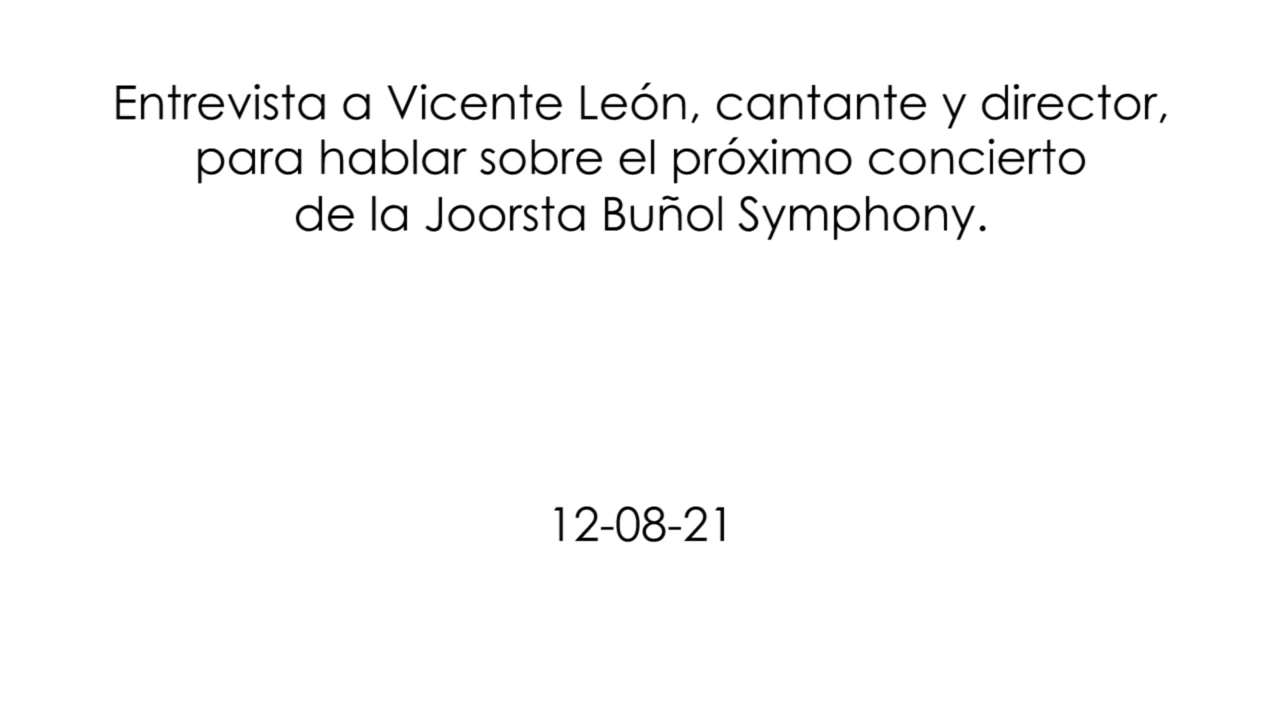 Entrevista a Vicente León, cantante y director,
para hablar sobre el próximo concierto
de la Joorsta Buñol Symphony.
12-08-21